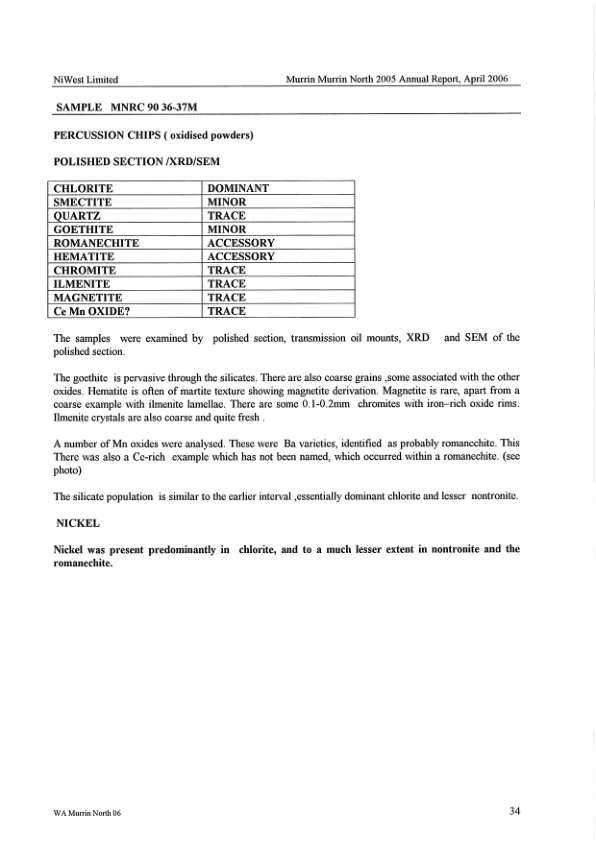 NiWest Limited Murrin Murrin North 2005 Annual Report, April 2006
SAMPLE MNRC 90 36-37M
PERCUSSION CHIPS ( oxidised powders)
POLISHED SECTION /XRD/SEM
CHLORITE DOMINANT
SMECTITE MINOR
QUARTZ TRACE
GOETHITE MINOR
ROMANECHITE ACCESSORY
HEMATITE ACCESSORY
CHROMITE TRACE
ILMENITE TRACE
MAGNETITE TRACE
Ce Mn OXIDE? TRACE
The samples were examined by polished section, transmission oil mounts, XRD and SEM of the
polished section.
The goethite is pervasive through the silicates. There are also coarse grains ,some associated with the other
oxides. Hematite is often of martite texture showing magnetite derivation. Magnetite is rare, apart from a
coarse example with ilmenite lamellae. There are some 0.1-0.2mm chromites with iron–rich oxide rims.
Ilmenite crystals are also coarse and quite fresh .
A number of Mn oxides were analysed. These were Ba varieties, identified as probably romanechite. This
There was also a Ce-rich example which has not been named, which occurred within a romanechite. (see
photo)
The silicate population is similar to the earlier interval ,essentially dominant chlorite and lesser nontronite.
NICKEL
Nickel was present predominantly in chlorite, and to a much lesser extent in nontronite and the
romanechite.
WA Murrin North 06 34